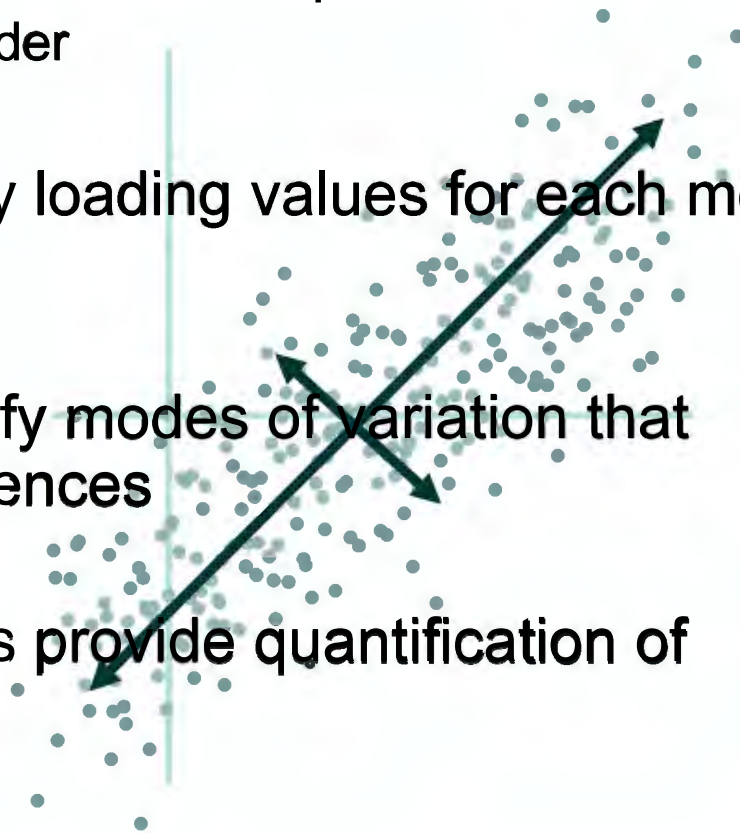 der
y loading values for each m
fy modes of variation that
ences
s provide quantification of